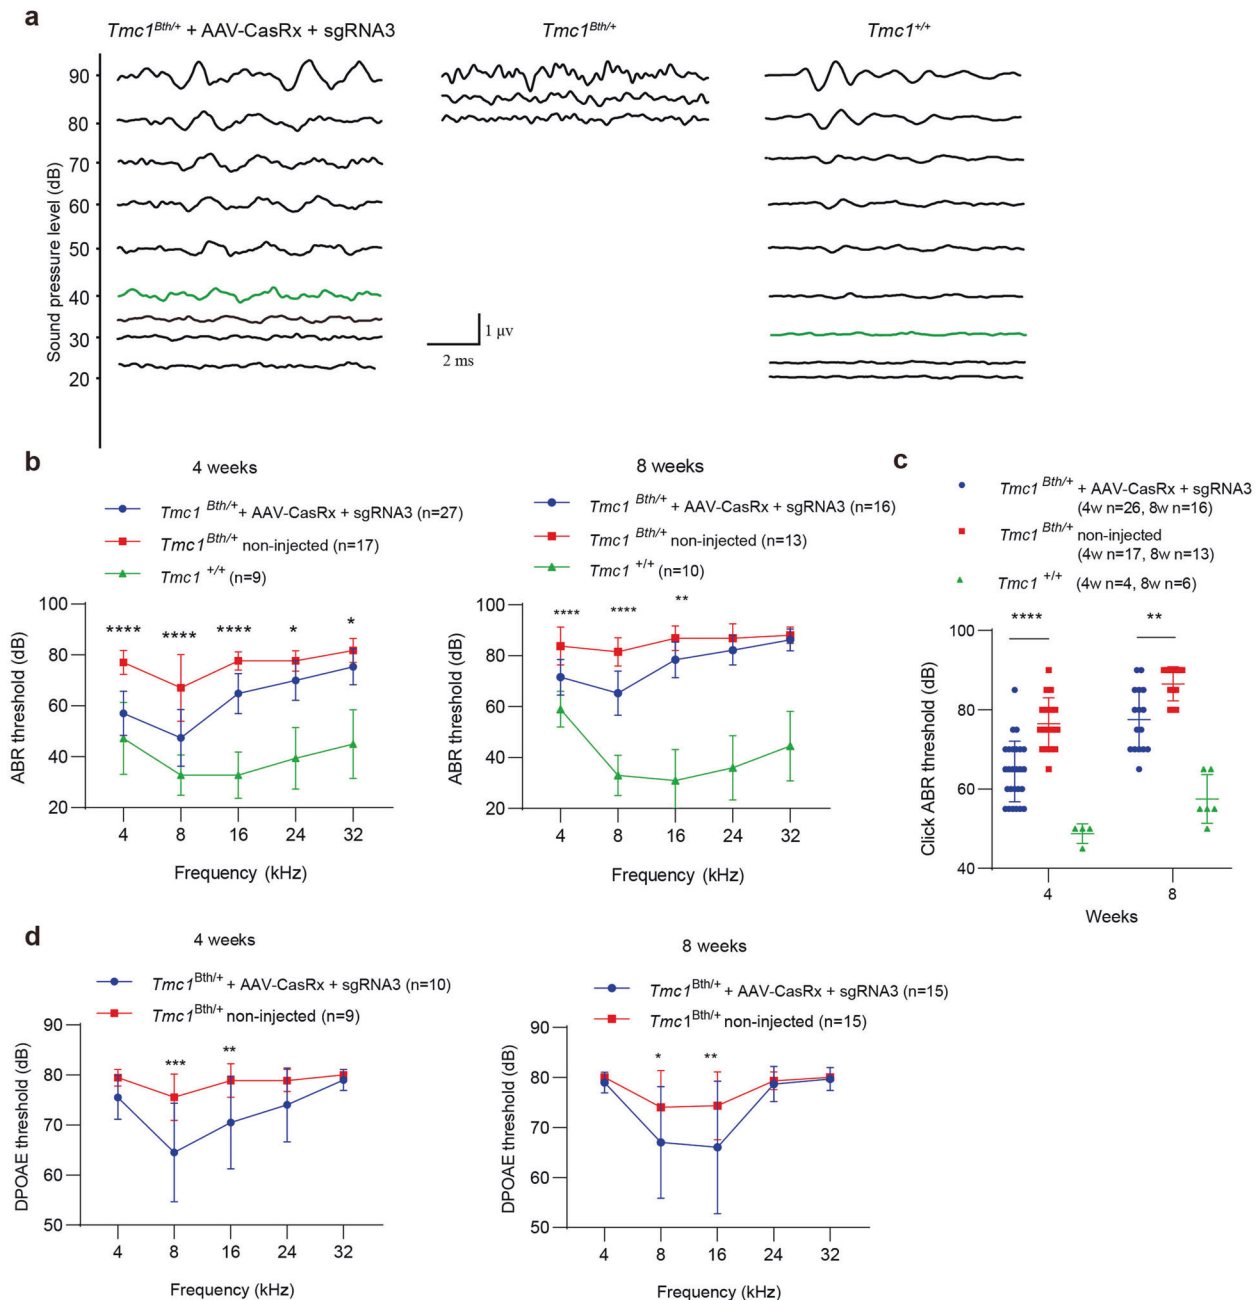 a
Tmc1Bth/+ + AAV-CasRx + sgRNA3
Tmc1Bth/+
Tmc1+/+
Sound pressure level (dB)
90
80
70
60
50
40
30
20
1 μv
2 ms
b
4 weeks
Tmc1 Bth/+ + AAV-CasRx + sgRNA3 (n=27)
Tmc1 Bth/+ non-injected (n=17)
Tmc1 +/+ (n=9)
ABR threshold (dB)
100
80
60
40
20
**** **** **** * *
4 8 16 24 32
Frequency (kHz)
8 weeks
Tmc1 Bth/+ + AAV-CasRx + sgRNA3 (n=16)
Tmc1 Bth/+ non-injected (n=13)
Tmc1 +/+ (n=10)
ABR threshold (dB)
100
80
60
40
20
**** **** **
4 8 16 24 32
Frequency (kHz)
c
Tmc1 Bth/+ + AAV-CasRx + sgRNA3
(4w n=26, 8w n=16)
Tmc1 Bth/+
non-injected
(4w n=17, 8w n=13)
Tmc1 +/+ (4w n=4, 8w n=6)
Click ABR threshold (dB)
100
80
60
40
**** **
4 8
Weeks
d
4 weeks
Tmc1Bth/+ + AAV-CasRx + sgRNA3 (n=10)
Tmc1Bth/+ non-injected (n=9)
DPOAE threshold (dB)
90
80
70
60
50
*** **
4 8 16 24 32
Frequency (kHz)
8 weeks
Tmc1Bth/+ + AAV-CasRx + sgRNA3 (n=15)
Tmc1Bth/+ non-injected (n=15)
DPOAE threshold (dB)
90
80
70
60
50
* **
4 8 16 24 32
Frequency (kHz)